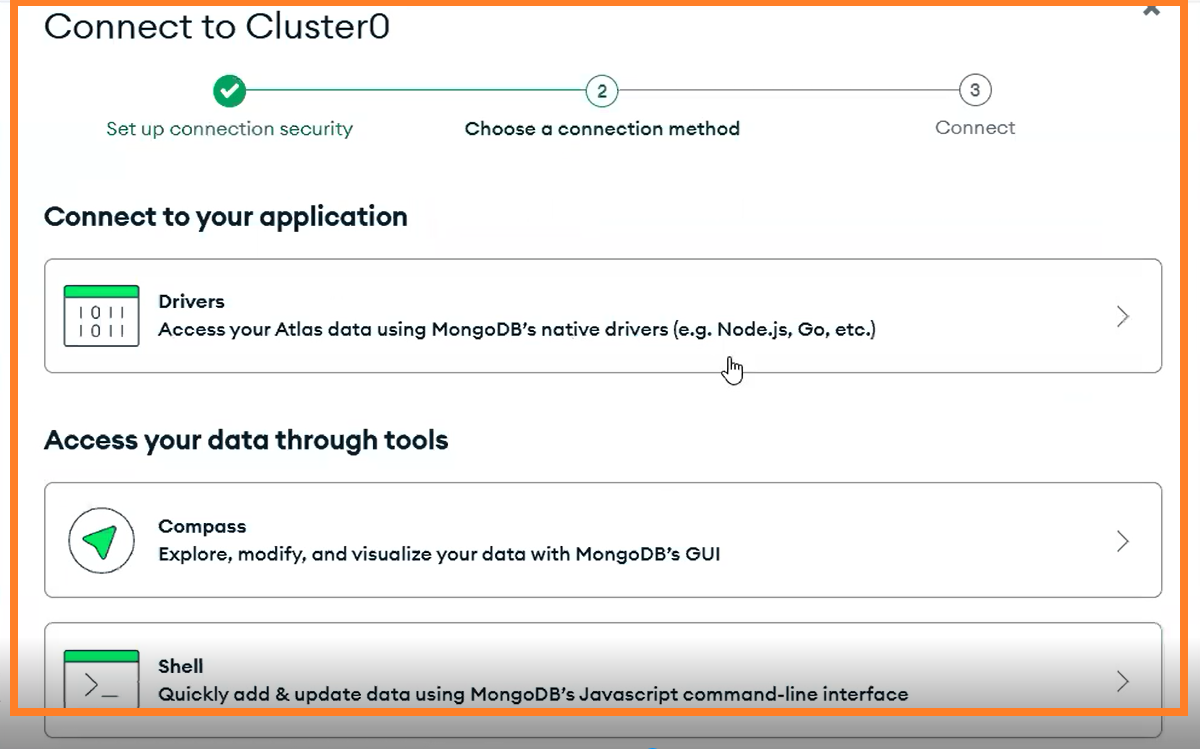 Connect to Cluster0
2
3
Set up connection security
Choose a connection method
Connect
Connect to your application
1011
1011
Drivers
Access your Atlas data using MongoDB's native drivers (e.g. Node.js, Go, etc.)
Access your data through tools
Compass
Explore, modify, and visualize your data with MongoDB's GUI
Shell
Quickly add & update data using MongoDB's Javascript command-line interface